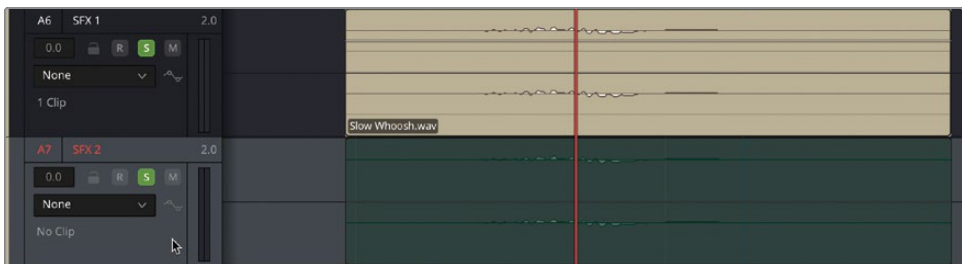 A6 SFX 1 2.0
0.0 R S M
None
1 Clip
Slow Whoosh.wav
A7 SFX 2 2.0
0.0 R S M
None
No Clip